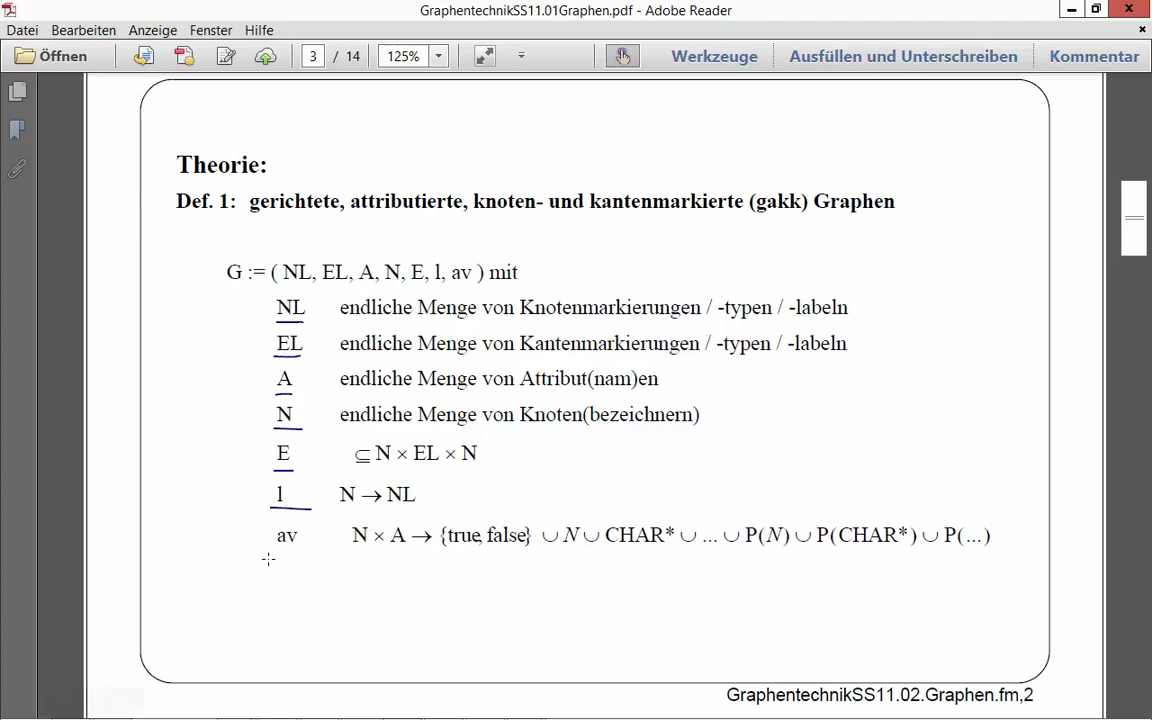 GraphentechnikSS11.01Graphen.pdf - Adobe Reader
Datei Bearbeiten Anzeige Fenster Hilfe
Öffnen 3 / 14 125% Werkzeuge Ausfüllen und Unterschreiben Kommentar
Theorie:
Def. 1: gerichtete, attributierte, knoten- und kantenmarkierte (gakk) Graphen
G := ( NL, EL, A, N, E, l, av ) mit
NL endliche Menge von Knotenmarkierungen / -typen / -labeln
EL endliche Menge von Kantenmarkierungen / -typen / -labeln
A endliche Menge von Attribut(nam)en
N endliche Menge von Knoten(bezeichnern)
E ⊆ N × EL × N
l N → NL
av N × A → {true, false} ∪ N ∪ CHAR* ∪ ... ∪ P(N) ∪ P(CHAR*) ∪ P(...)
GraphentechnikSS11.02.Graphen.fm,2